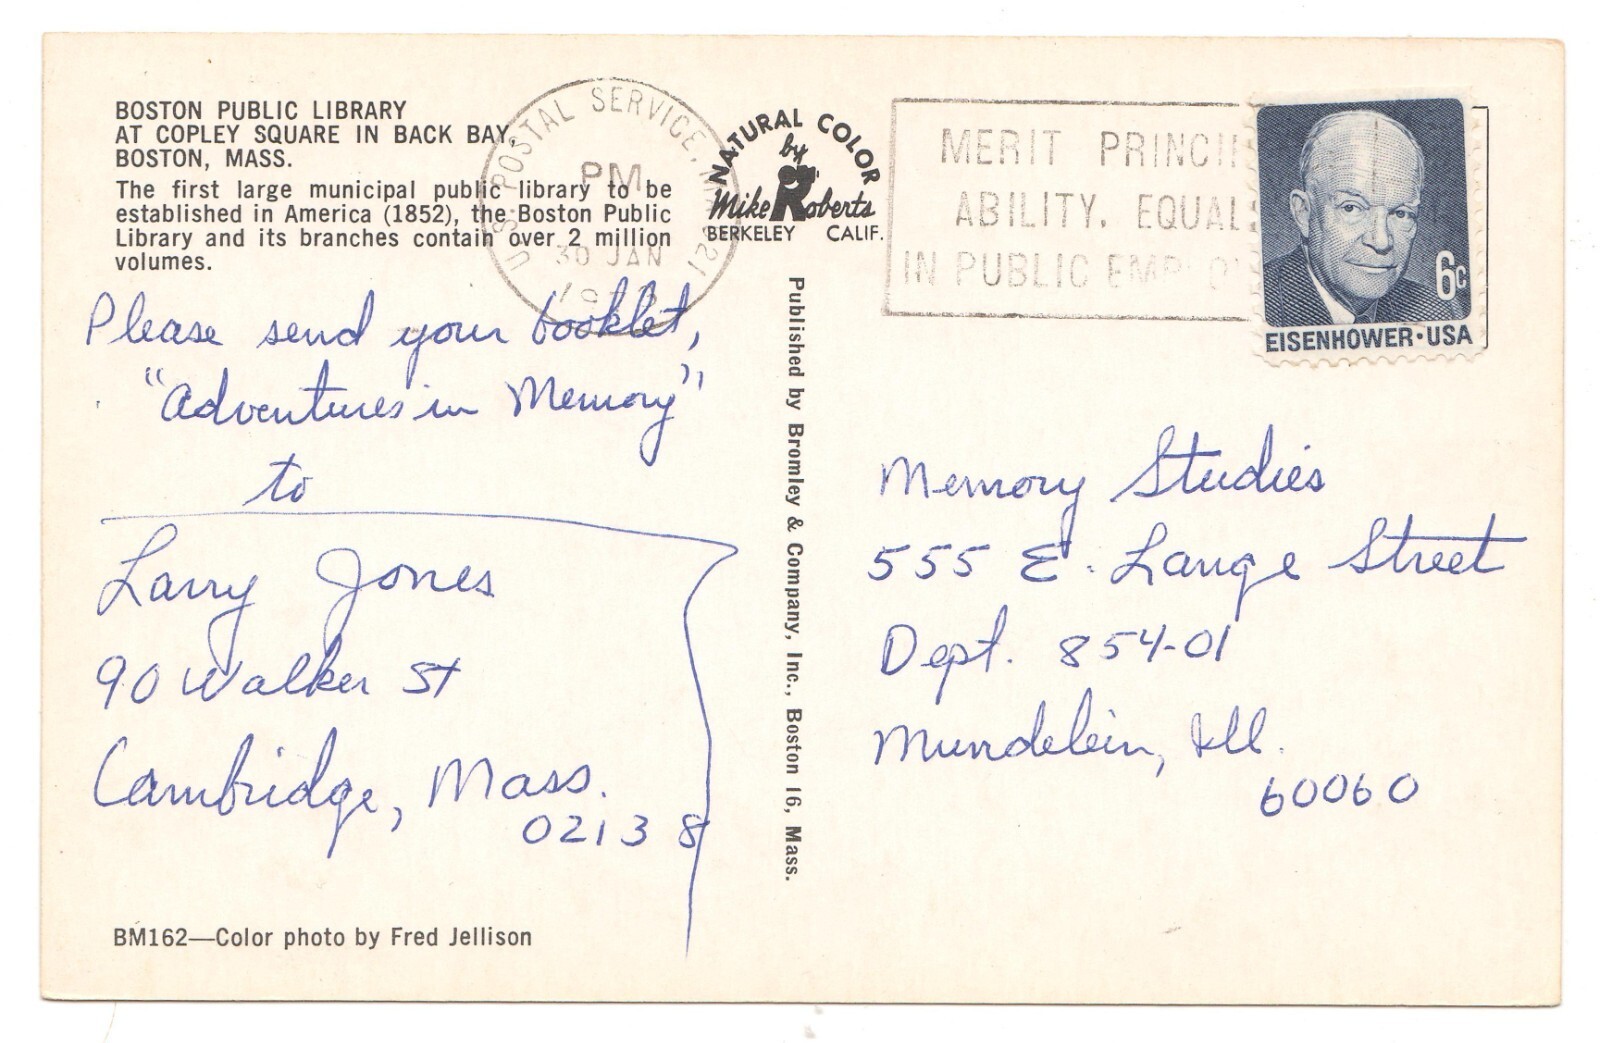 BOSTON PUBLIC LIBRARY
AT COPLEY SQUARE IN BACK BAY,
BOSTON, MASS.
The first large municipal public library to be
established in America (1852), the Boston Public
Library and its branches contain over 2 million
volumes.
Please send your booklet,
"Adventures in Memory"
to
Larry Jones
90 Walker St
Cambridge, Mass.
02138
BM162—Color photo by Fred Jellison
U.S. POSTAL SERVICE, MA 021
PM
30 JAN
NATURAL COLOR
by
Mike Roberts
BERKELEY CALIF.
Published by Bromley & Company, Inc., Boston 16, Mass.
MERIT PRINCI
ABILITY, EQUAL
IN PUBLIC EMPLOY
6c
EISENHOWER·USA
Memory Studies
555 E. Lange Street
Dept. 854-01
Mundelein, Ill.
60060